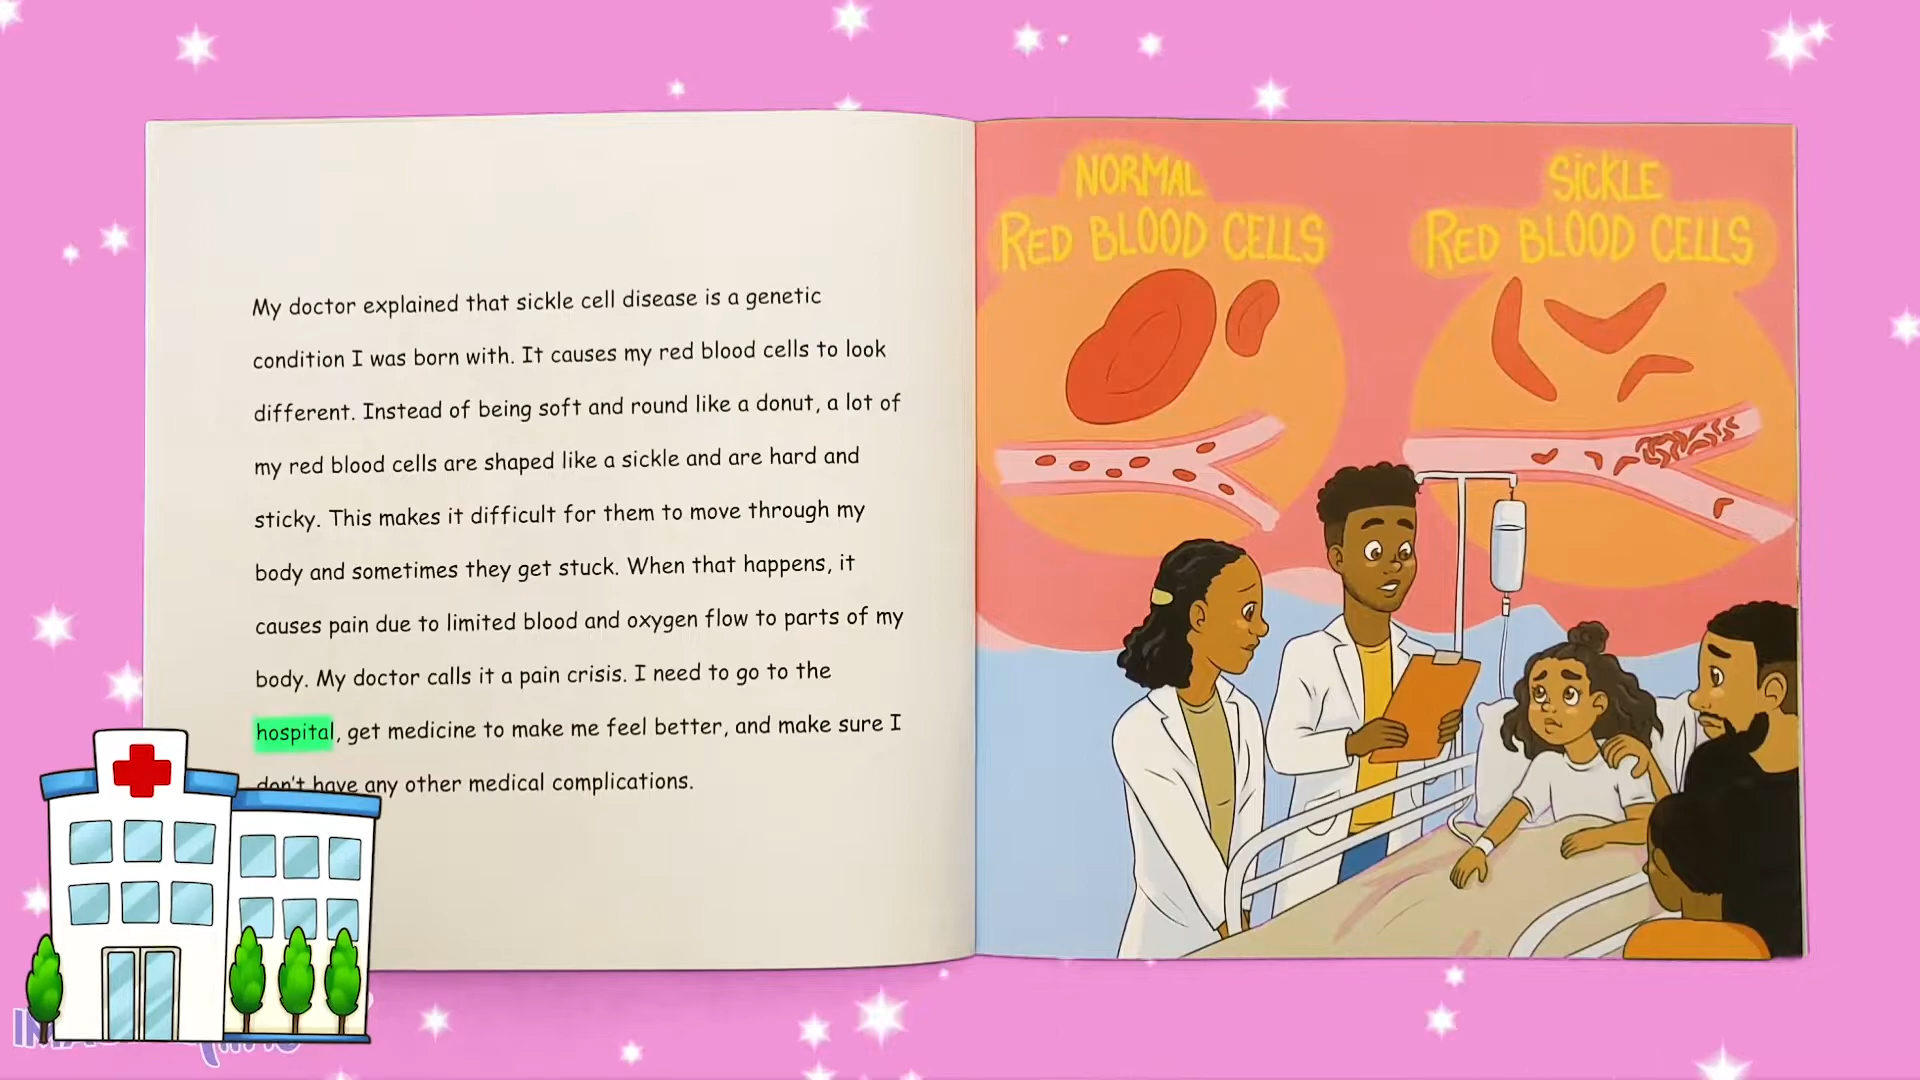 My doctor explained that sickle cell disease is a genetic
condition I was born with. It causes my red blood cells to look
different. Instead of being soft and round like a donut, a lot of
my red blood cells are shaped like a sickle and are hard and
sticky. This makes it difficult for them to move through my
body and sometimes they get stuck. When that happens, it
causes pain due to limited blood and oxygen flow to parts of my
body. My doctor calls it a pain crisis. I need to go to the
hospital, get medicine to make me feel better, and make sure I
don't have any other medical complications.
NORMAL
RED BLOOD CELLS
SICKLE
RED BLOOD CELLS